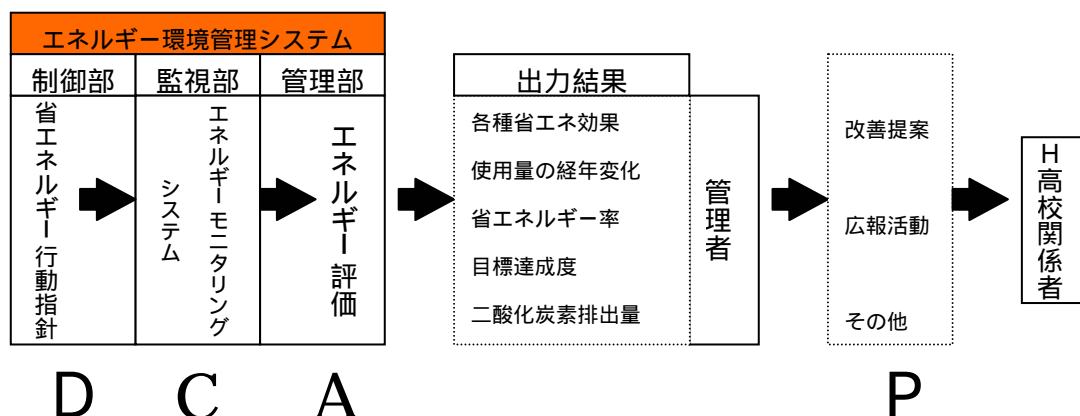 エネルギー環境管理システム
制御部
監視部
管理部
省エネルギー行動指針
エネルギーモニタリング
システム
エネルギー評価
出力結果
各種省エネ効果
使用量の経年変化
省エネルギー率
目標達成度
二酸化炭素排出量
管理者
改善提案
広報活動
その他
H高校関係者
D
C
A
P